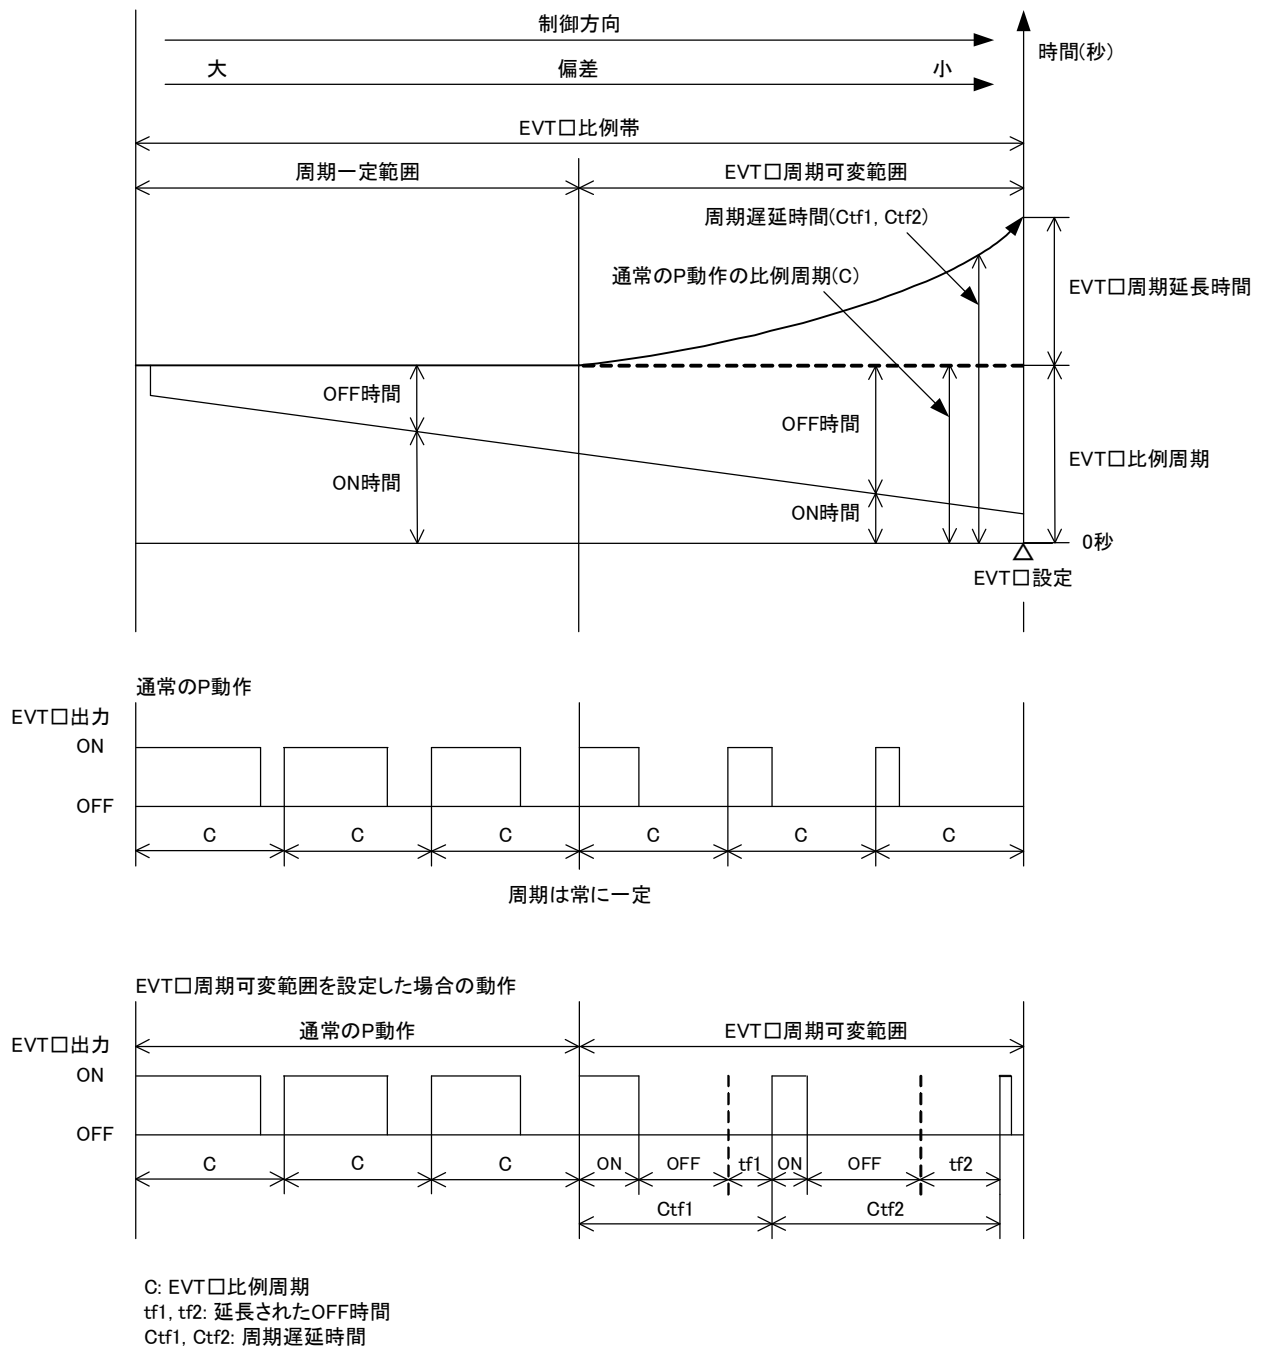 制御方向
時間(秒)
大 偏差 小
EVT□比例帯
周期一定範囲 EVT□周期可変範囲
周期遅延時間(Ctf1, Ctf2)
通常のP動作の比例周期(C)
EVT□周期延長時間
OFF時間
OFF時間
EVT□比例周期
ON時間
ON時間
0秒
EVT□設定
通常のP動作
EVT□出力
ON
OFF
C C C C C C
周期は常に一定
EVT□周期可変範囲を設定した場合の動作
通常のP動作 EVT□周期可変範囲
EVT□出力
ON
OFF
C C C ON OFF tf1 ON OFF tf2
Ctf1 Ctf2
C: EVT□比例周期
tf1, tf2: 延長されたOFF時間
Ctf1, Ctf2: 周期遅延時間